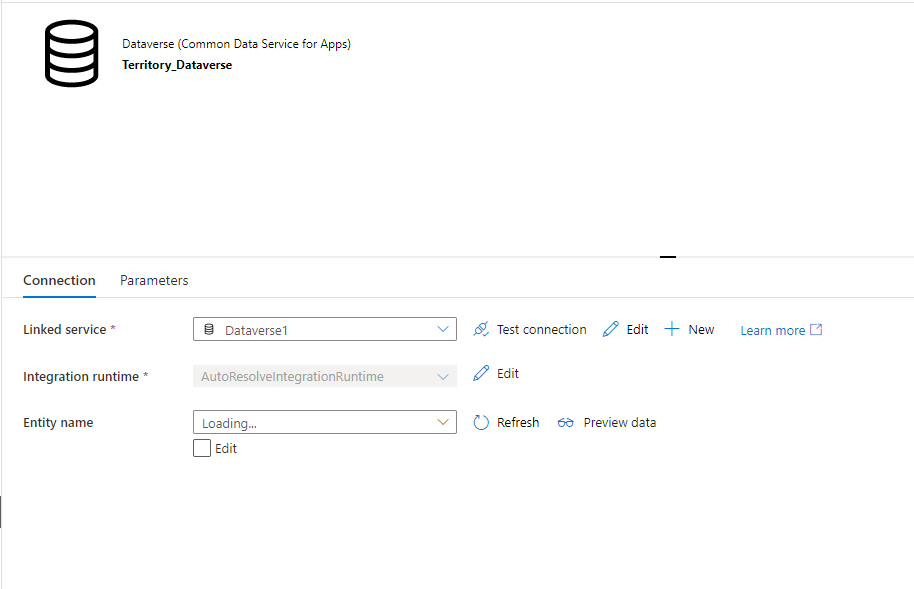 Dataverse (Common Data Service for Apps)
Territory_Dataverse
Connection Parameters
Linked service * Dataverse1 Test connection Edit New Learn more
Integration runtime * AutoResolveIntegrationRuntime Edit
Entity name Loading... Refresh Preview data
Edit